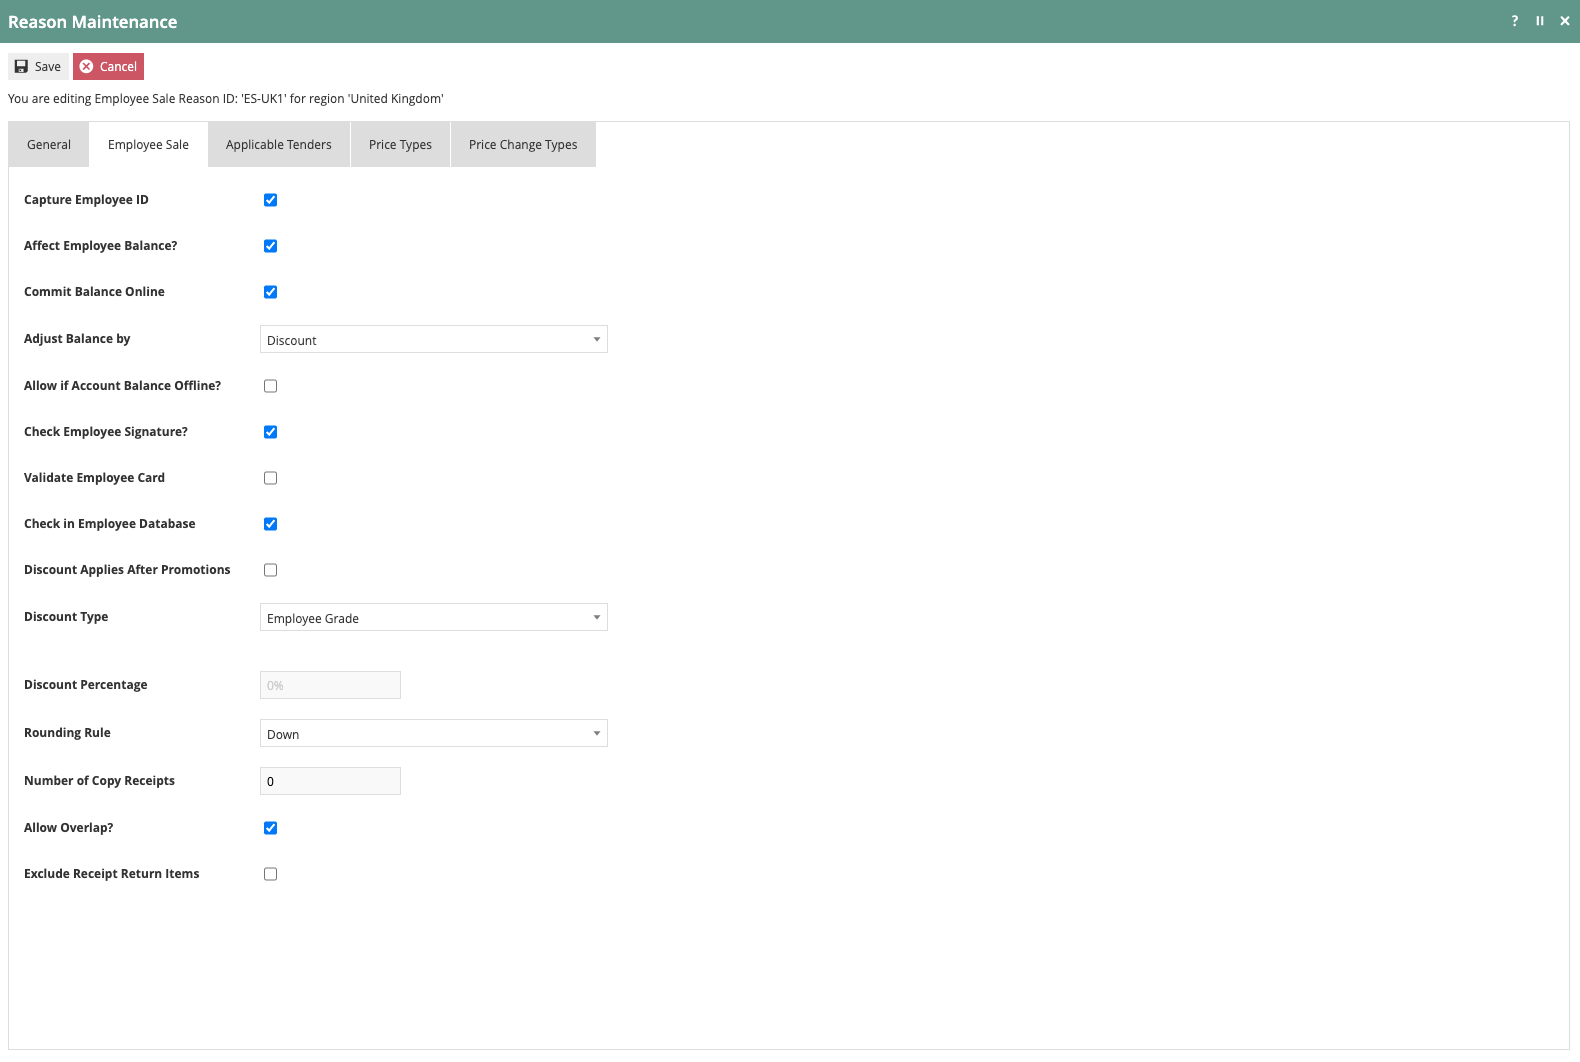 Reason Maintenance
?
Save
Cancel
You are editing Employee Sale Reason ID: 'ES-UK1' for region 'United Kingdom'
General
Employee Sale
Applicable Tenders
Price Types
Price Change Types
Capture Employee ID
Affect Employee Balance?
Commit Balance Online
Adjust Balance by
Discount
Allow if Account Balance Offline?
Check Employee Signature?
Validate Employee Card
Check in Employee Database
Discount Applies After Promotions
Discount Type
Employee Grade
Discount Percentage
0%
Rounding Rule
Down
Number of Copy Receipts
0
Allow Overlap?
Exclude Receipt Return Items